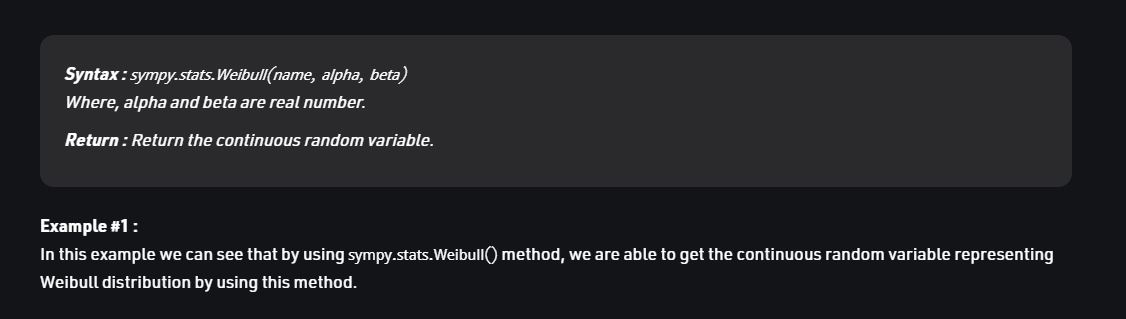 Syntax : sympy.stats.Weibull(name, alpha, beta)
Where, alpha and beta are real number.
Return : Return the continuous random variable.
Example #1 :
In this example we can see that by using sympy.stats.Weibull() method, we are able to get the continuous random variable representing
Weibull distribution by using this method.